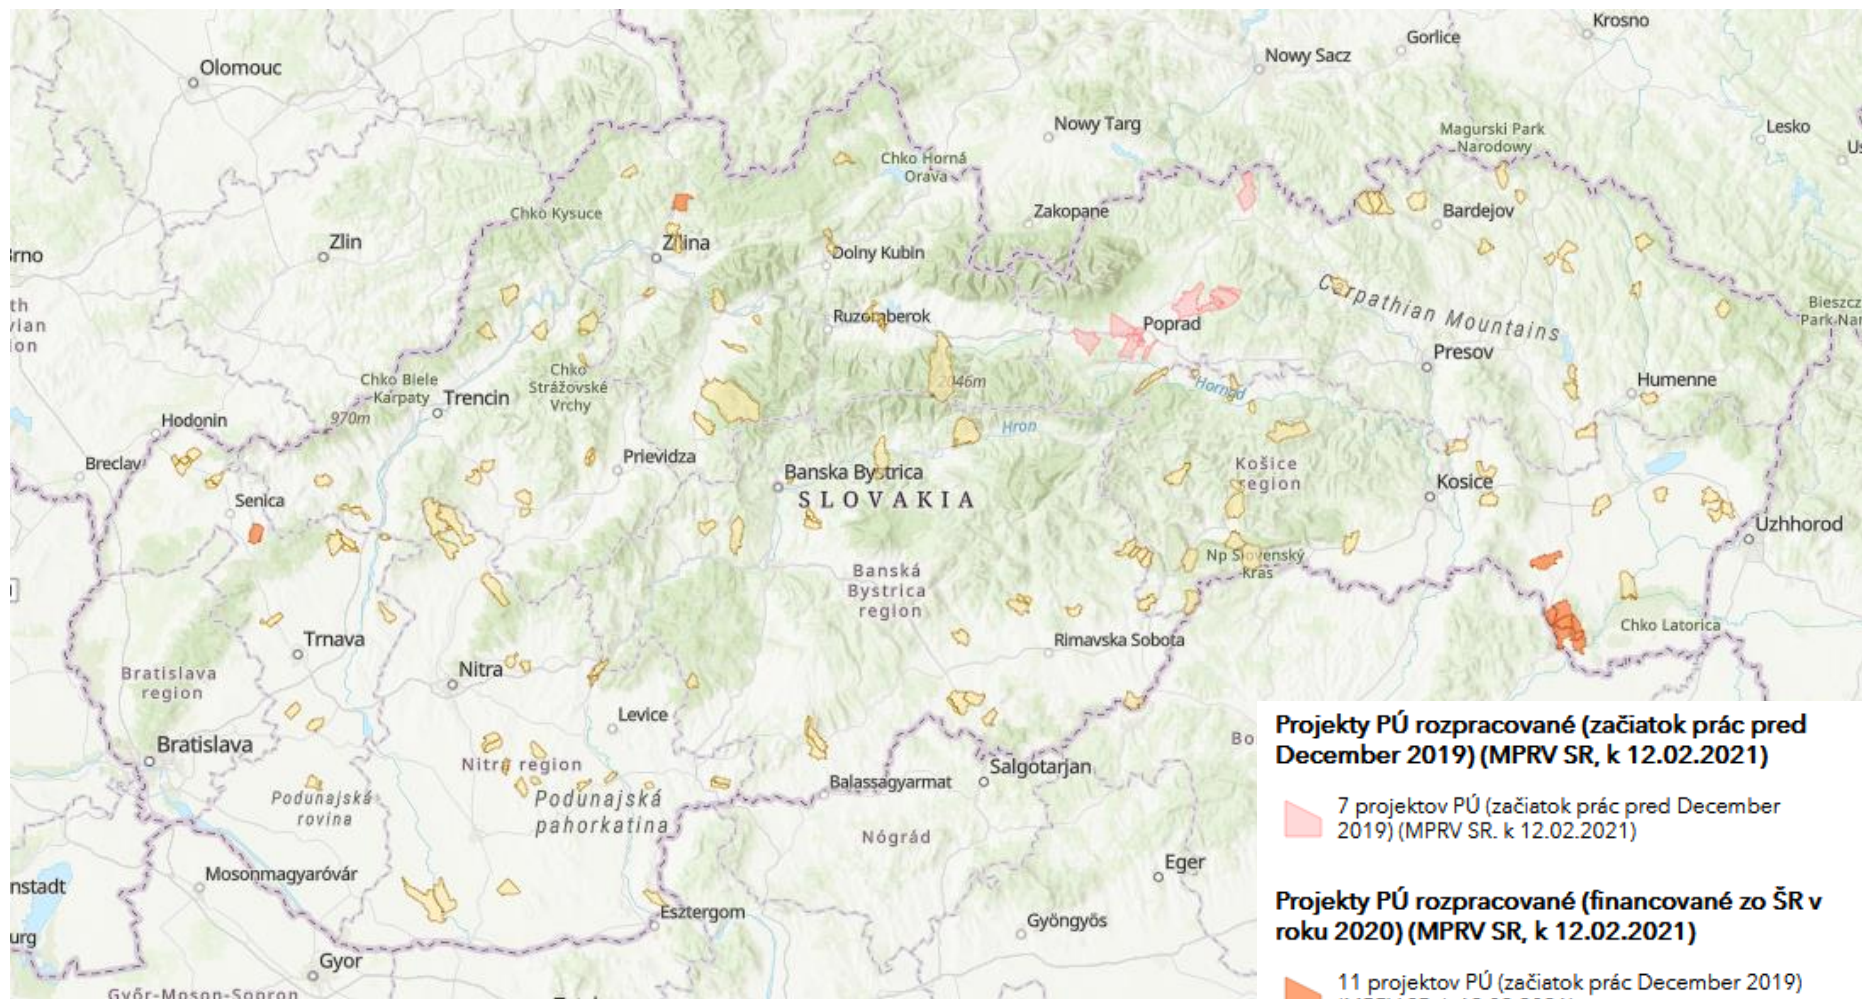 Krosno
Gorlice
Nowy Sacz
Olomouc
Nowy Targ
Lesko
Magurski Park
Narodowy
Chko Horná
Orava
Chko Kysuce
Zakopane
Bardejov
Zlin
Zilina
Dolny Kubin
Carpathian Mountains
Ruzomberok
Poprad
Presov
Chko
Strážovské
Vrchy
Chko Biele
Karpaty
Trencin
2046m
Hornad
Humenne
970m
Hodonin
Hron
Breclav
Prievidza
Banska Bystrica
SLOVAKIA
Košice
region
Kosice
Senica
Uzhhorod
Np Slovenský
Kras
Banská
Bystrica
region
Trnava
Rimavska Sobota
Chko Latorica
Bratislava
region
Nitra
Levice
Bratislava
Nitra region
Salgotarjan
Balassagyarmat
Podunajská
rovina
Podunajská
pahorkatina
Nógrád
Mosonmagyaróvár
Eger
Esztergom
Gyöngyös
Gyor
Győr-Moson-Sopron
Projekty PÚ rozpracované (začiatok prác pred
December 2019) (MPRV SR, k 12.02.2021)
7 projektov PÚ (začiatok prác pred December
2019) (MPRV SR. k 12.02.2021)
Projekty PÚ rozpracované (financované zo ŠR v
roku 2020) (MPRV SR, k 12.02.2021)
11 projektov PÚ (začiatok prác December 2019)